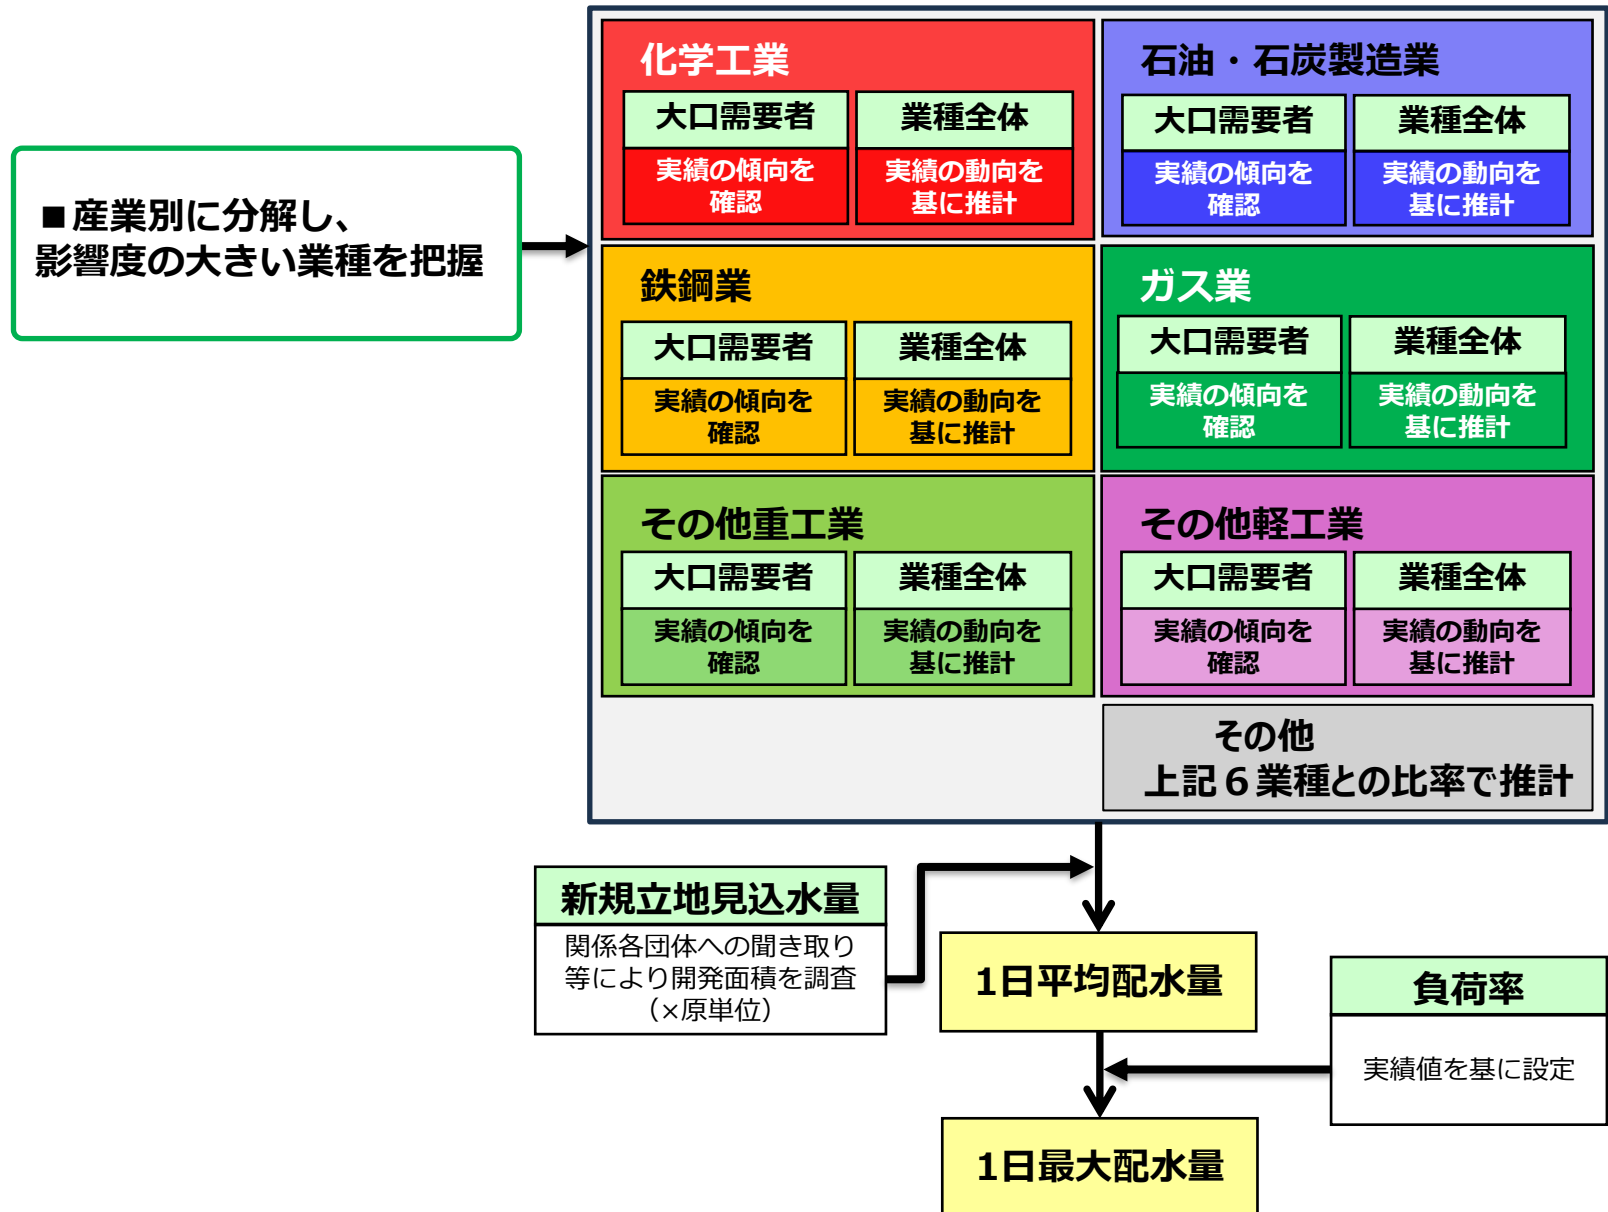 ■産業別に分解し、
影響度の大きい業種を把握
化学工業
大口需要者
実績の傾向を
確認
業種全体
実績の動向を
基に推計
石油・石炭製造業
大口需要者
実績の傾向を
確認
業種全体
実績の動向を
基に推計
鉄鋼業
大口需要者
実績の傾向を
確認
業種全体
実績の動向を
基に推計
ガス業
大口需要者
実績の傾向を
確認
業種全体
実績の動向を
基に推計
その他重工業
大口需要者
実績の傾向を
確認
業種全体
実績の動向を
基に推計
その他軽工業
大口需要者
実績の傾向を
確認
業種全体
実績の動向を
基に推計
その他
上記６業種との比率で推計
新規立地見込水量
関係各団体への聞き取り
等により開発面積を調査
（×原単位）
1日平均配水量
負荷率
実績値を基に設定
1日最大配水量